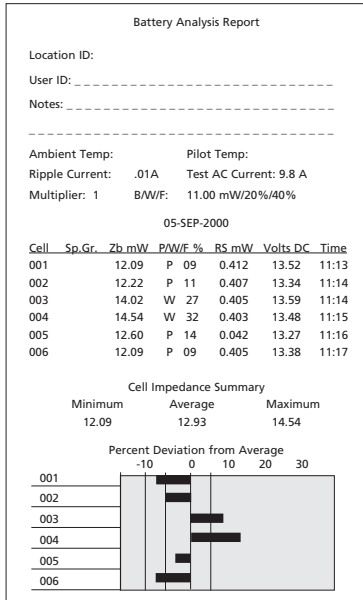 Battery Analysis Report
Location ID:
User ID: _ _ _ _ _ _ _ _ _ _ _ _ _ _ _ _ _ _ _ _ _ _ _ _ _ _ _ _ _
Notes: _ _ _ _ _ _ _ _ _ _ _ _ _ _ _ _ _ _ _ _ _ _ _ _ _ _ _ _ _ _
_ _ _ _ _ _ _ _ _ _ _ _ _ _ _ _ _ _ _ _ _ _ _ _ _ _ _ _ _ _ _ _ _ _
Ambient Temp: Pilot Temp:
Ripple Current: .01A Test AC Current: 9.8 A
Multiplier: 1 B/W/F: 11.00 mW/20%/40%
05-SEP-2000
Cell Sp.Gr. Zb mW P/W/F % RS mW Volts DC Time
001 12.09 P 09 0.412 13.52 11:13
002 12.22 P 11 0.407 13.34 11:14
003 14.02 W 27 0.405 13.59 11:14
004 14.54 W 32 0.403 13.48 11:15
005 12.60 P 14 0.042 13.27 11:16
006 12.09 P 09 0.405 13.38 11:17
Cell Impedance Summary
Minimum Average Maximum
12.09 12.93 14.54
Percent Deviation from Average
-10 0 10 20 30
001
002
003
004
005
006